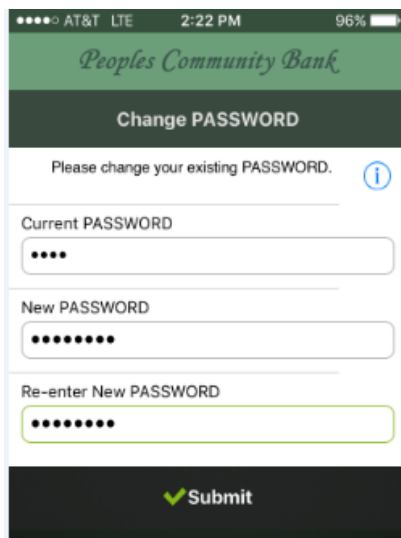 AT&T LTE 2:22 PM 96%
Peoples Community Bank
Change PASSWORD
Please change your existing PASSWORD.
i
Current PASSWORD
••••
New PASSWORD
••••••••
Re-enter New PASSWORD
••••••••
Submit